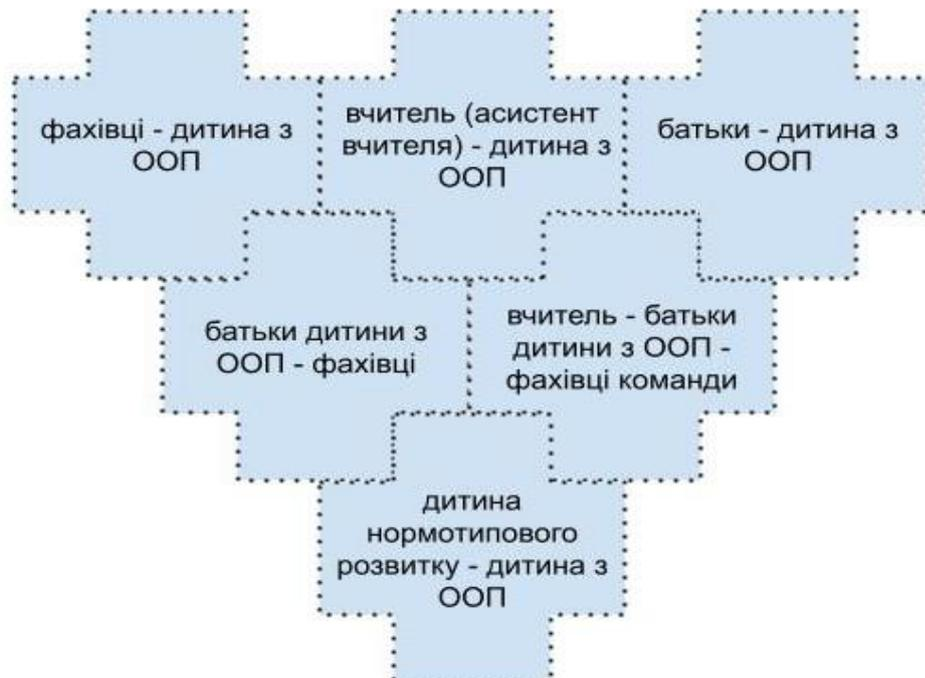 фахівці - дитина з
ООП
вчитель (асистент
вчителя) - дитина з
ООП
батьки - дитина з
ООП
батьки дитини з
ООП - фахівці
вчитель - батьки
дитини з ООП -
фахівці команди
дитина
нормотипового
розвитку - дитина з
ООП